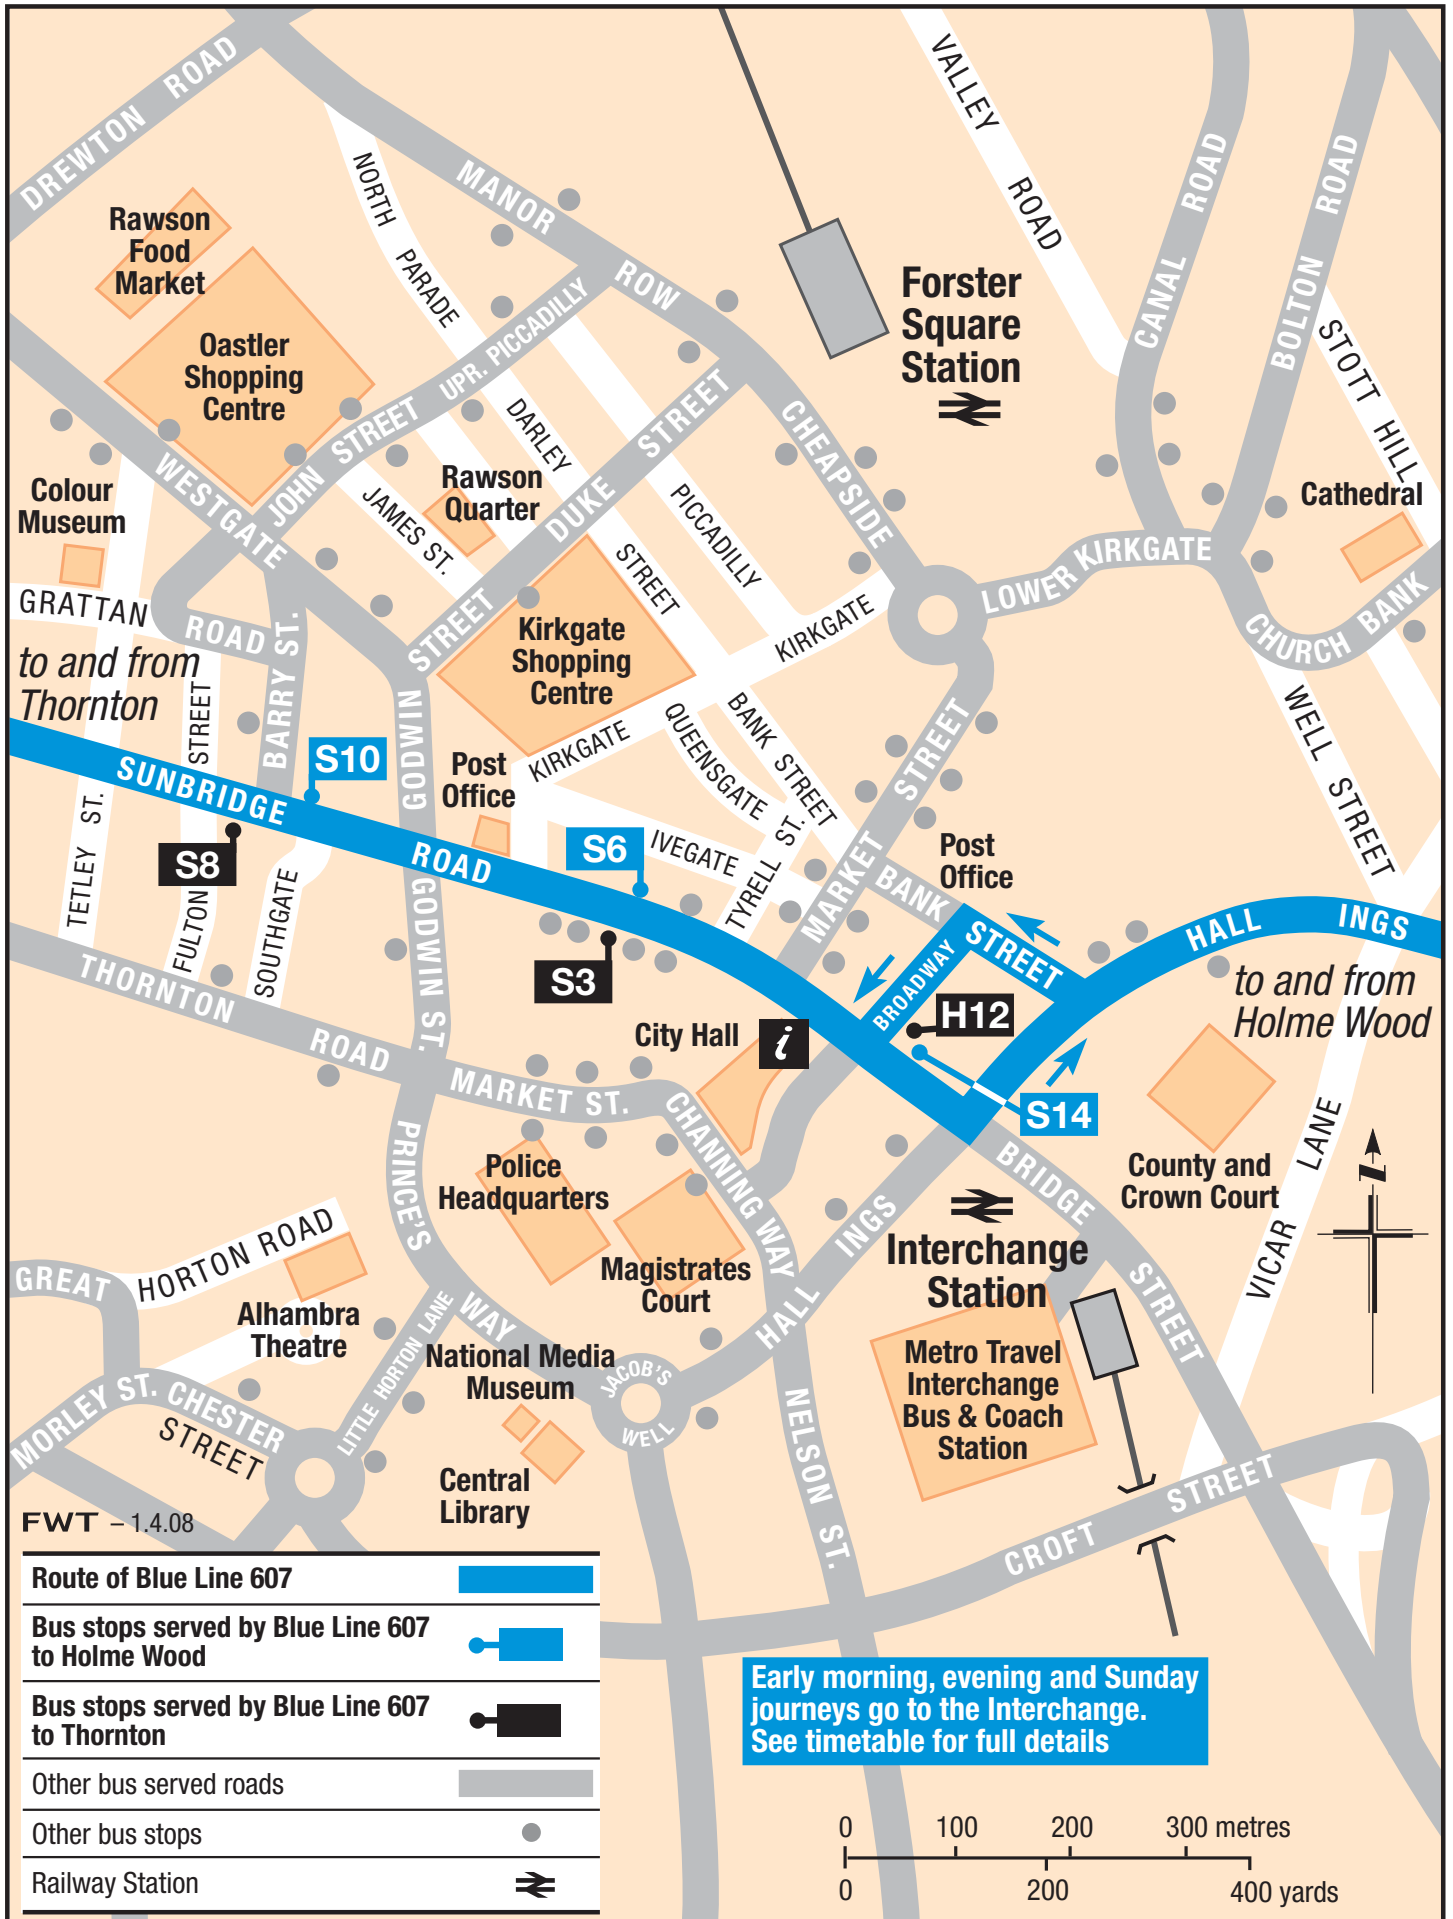 DREWTON ROAD
MANOR ROW
NORTH PARADE
VALLEY ROAD
CANAL ROAD
BOLTON ROAD
STOTT HILL
Rawson
Food
Market
Oastler
Shopping
Centre
UPR. PICCADILLY
JOHN STREET
Forster
Square
Station
DARLEY STREET
DUKE STREET
CHEAPSIDE
PICCADILLY
WESTGATE
JAMES ST.
Rawson
Quarter
Colour
Museum
Cathedral
LOWER KIRKGATE
CHURCH BANK
GRATTAN ROAD
BARRY ST.
STREET
Kirkgate
Shopping
Centre
KIRKGATE
KIRKGATE
to and from
Thornton
FULTON STREET
GODWIN
SUNBRIDGE ROAD
S10
Post
Office
QUEENSGATE
BANK STREET
MARKET STREET
WELL STREET
TETLEY ST.
S8
SOUTHGATE
S6
IVEGATE
TYRELL ST.
Post
Office
BANK STREET
HALL INGS
BROADWAY
THORNTON ROAD
GODWIN ST.
S3
City Hall
i
H12
S14
to and from
Holme Wood
MARKET ST.
CHANNING WAY
PRINCE'S WAY
Police
Headquarters
Magistrates
Court
HALL INGS
BRIDGE STREET
County and
Crown Court
VICAR LANE
N
Interchange
Station
Metro Travel
Interchange
Bus & Coach
Station
GREAT HORTON ROAD
Alhambra
Theatre
LITTLE HORTON LANE
National Media
Museum
JACOB'S
WELL
MORLEY ST.
CHESTER
STREET
Central
Library
NELSON ST.
CROFT STREET
FWT – 1.4.08
Route of Blue Line 607
Bus stops served by Blue Line 607
to Holme Wood
Bus stops served by Blue Line 607
to Thornton
Other bus served roads
Other bus stops
Railway Station
Early morning, evening and Sunday
journeys go to the Interchange.
See timetable for full details
0 100 200 300 metres
0 200 400 yards